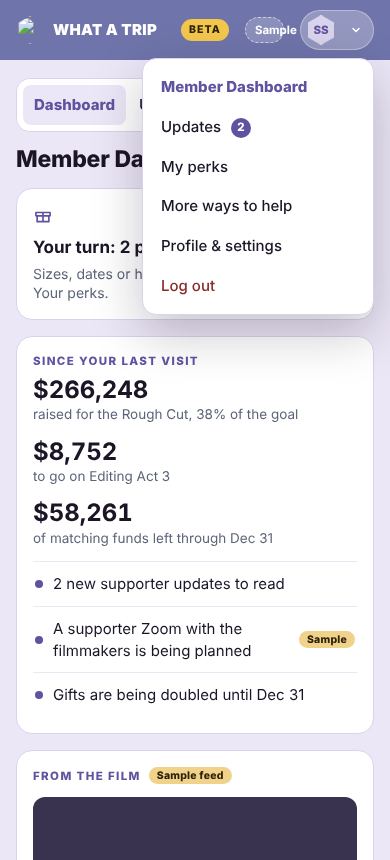 WHAT A TRIP BETA Sample SS
Member Dashboard
Dashboard
Updates 2
Member Da
My perks
More ways to help
Your turn: 2 p
Profile & settings
Sizes, dates or h
Your perks.
Log out
SINCE YOUR LAST VISIT
$266,248
raised for the Rough Cut, 38% of the goal
$8,752
to go on Editing Act 3
$58,261
of matching funds left through Dec 31
2 new supporter updates to read
A supporter Zoom with the
filmmakers is being planned
Sample
Gifts are being doubled until Dec 31
FROM THE FILM Sample feed